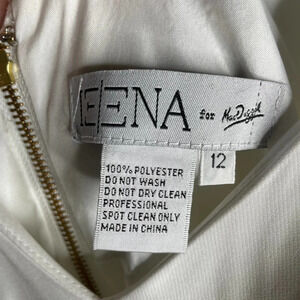 EENA for MacDuggal
12
100% POLYESTER
DO NOT WASH
DO NOT DRY CLEAN
PROFESSIONAL
SPOT CLEAN ONLY
MADE IN CHINA